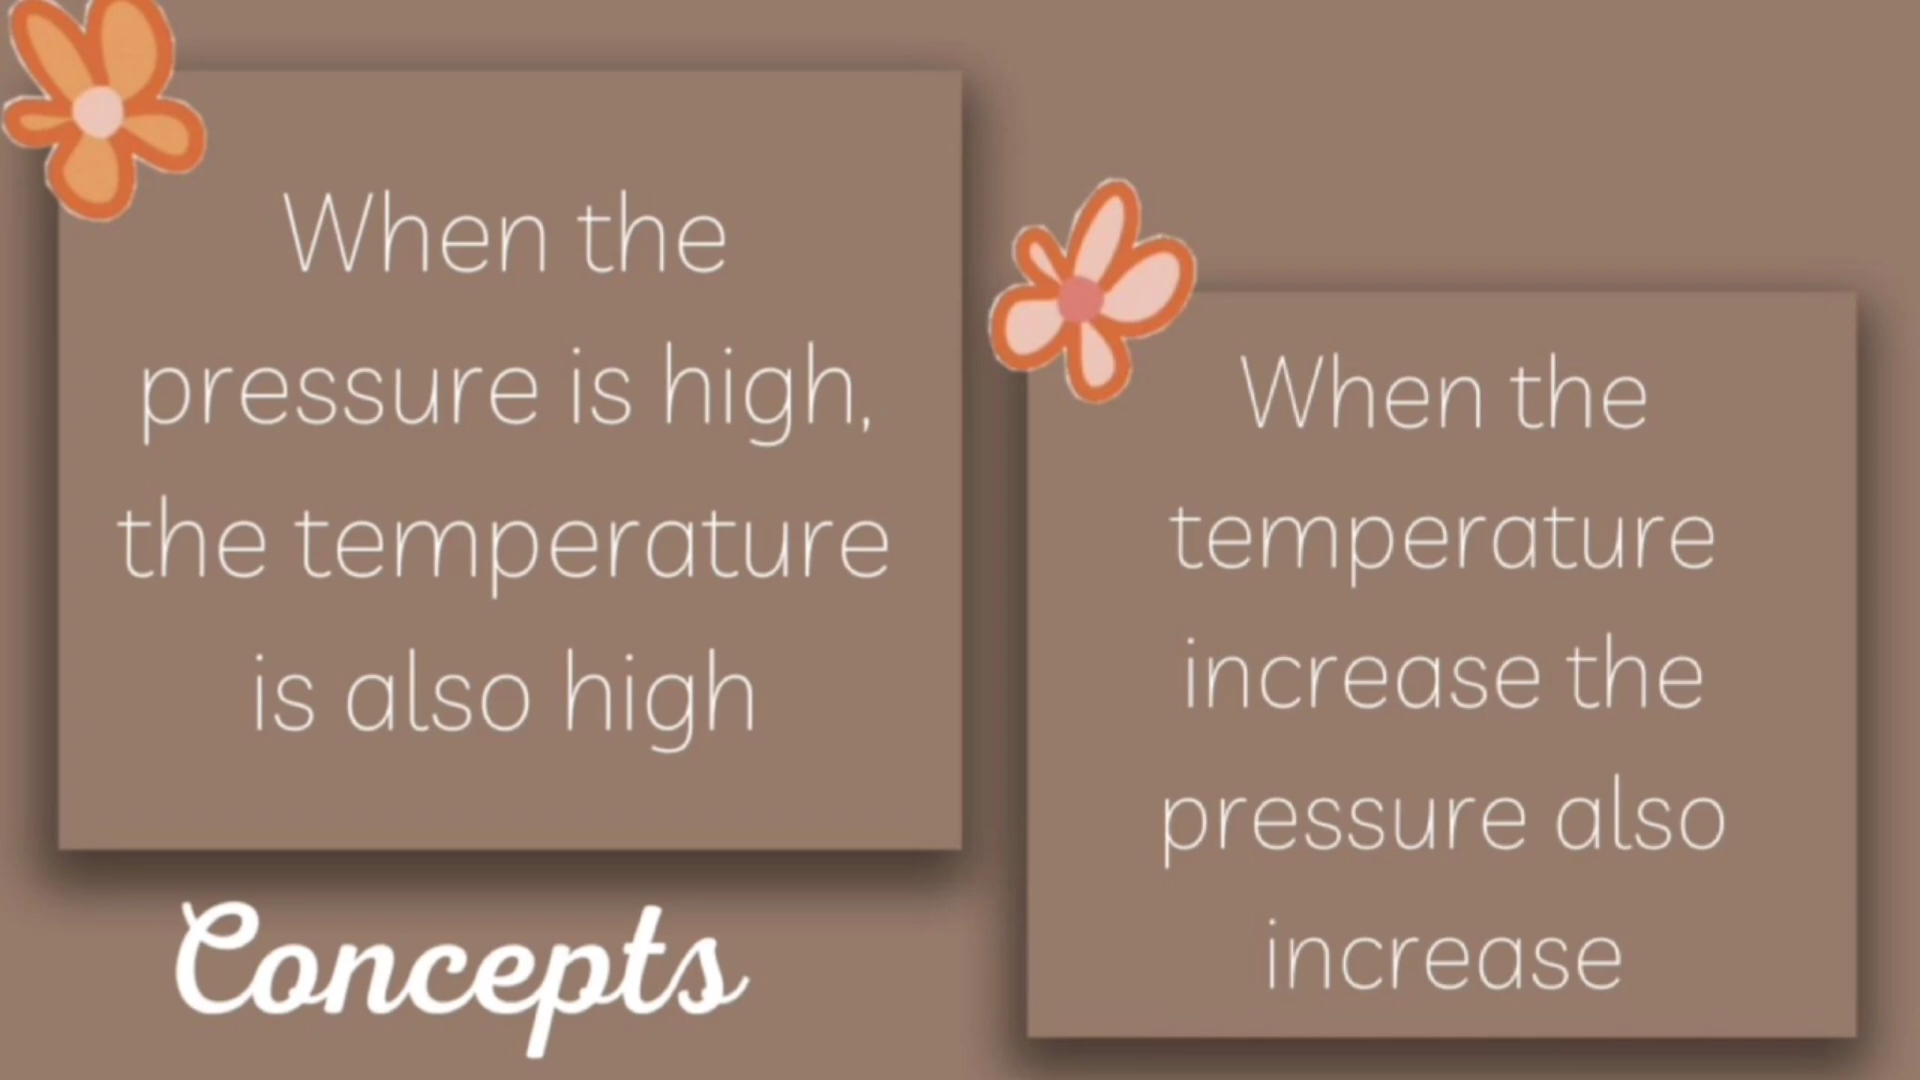 When the
pressure is high,
the temperature
is also high
When the
temperature
increase the
pressure also
increase
Concepts